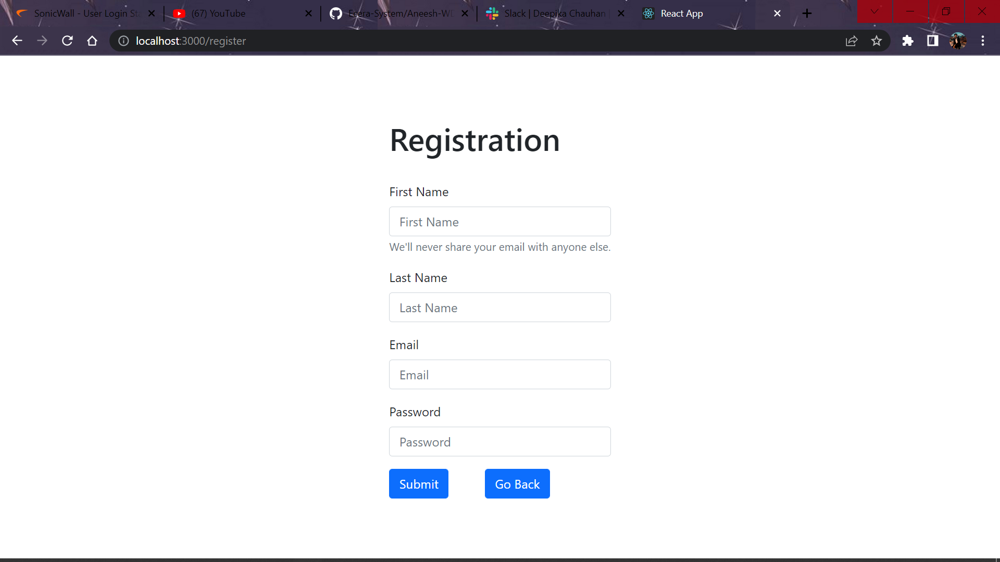 SonicWall - User Login Sta
(67) YouTube
Ecera-System/Aneesh-WD
Slack | Deepika Chauhan |
React App
localhost:3000/register
Registration
First Name
First Name
We'll never share your email with anyone else.
Last Name
Last Name
Email
Email
Password
Password
Submit
Go Back